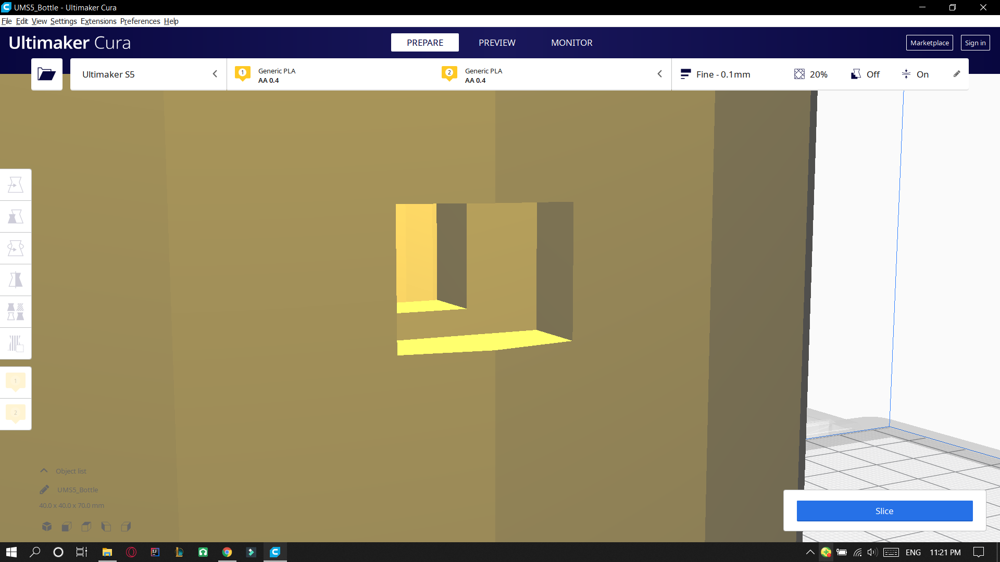 UMS5_Bottle - Ultimaker Cura
File Edit View Settings Extensions Preferences Help
Ultimaker Cura
PREPARE PREVIEW MONITOR
Marketplace Sign in
Ultimaker S5
1 Generic PLA
AA 0.4
2 Generic PLA
AA 0.4
Fine - 0.1mm 20% Off On
1
2
Object list
UMS5_Bottle
40.0 x 40.0 x 70.0 mm
Slice
IJ
ENG 11:21 PM